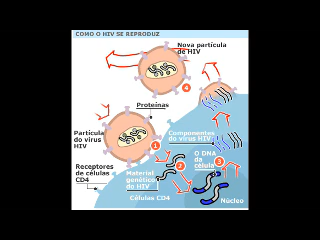 COMO O HIV SE REPRODUZ
Nova partícula
de HIV
4
Proteínas
Partícula
do vírus
HIV
Componentes
do vírus HIV
1
O DNA
da
célula
3
2
Receptores
de células
CD4
Material
genético
do HIV
Células CD4
Núcleo